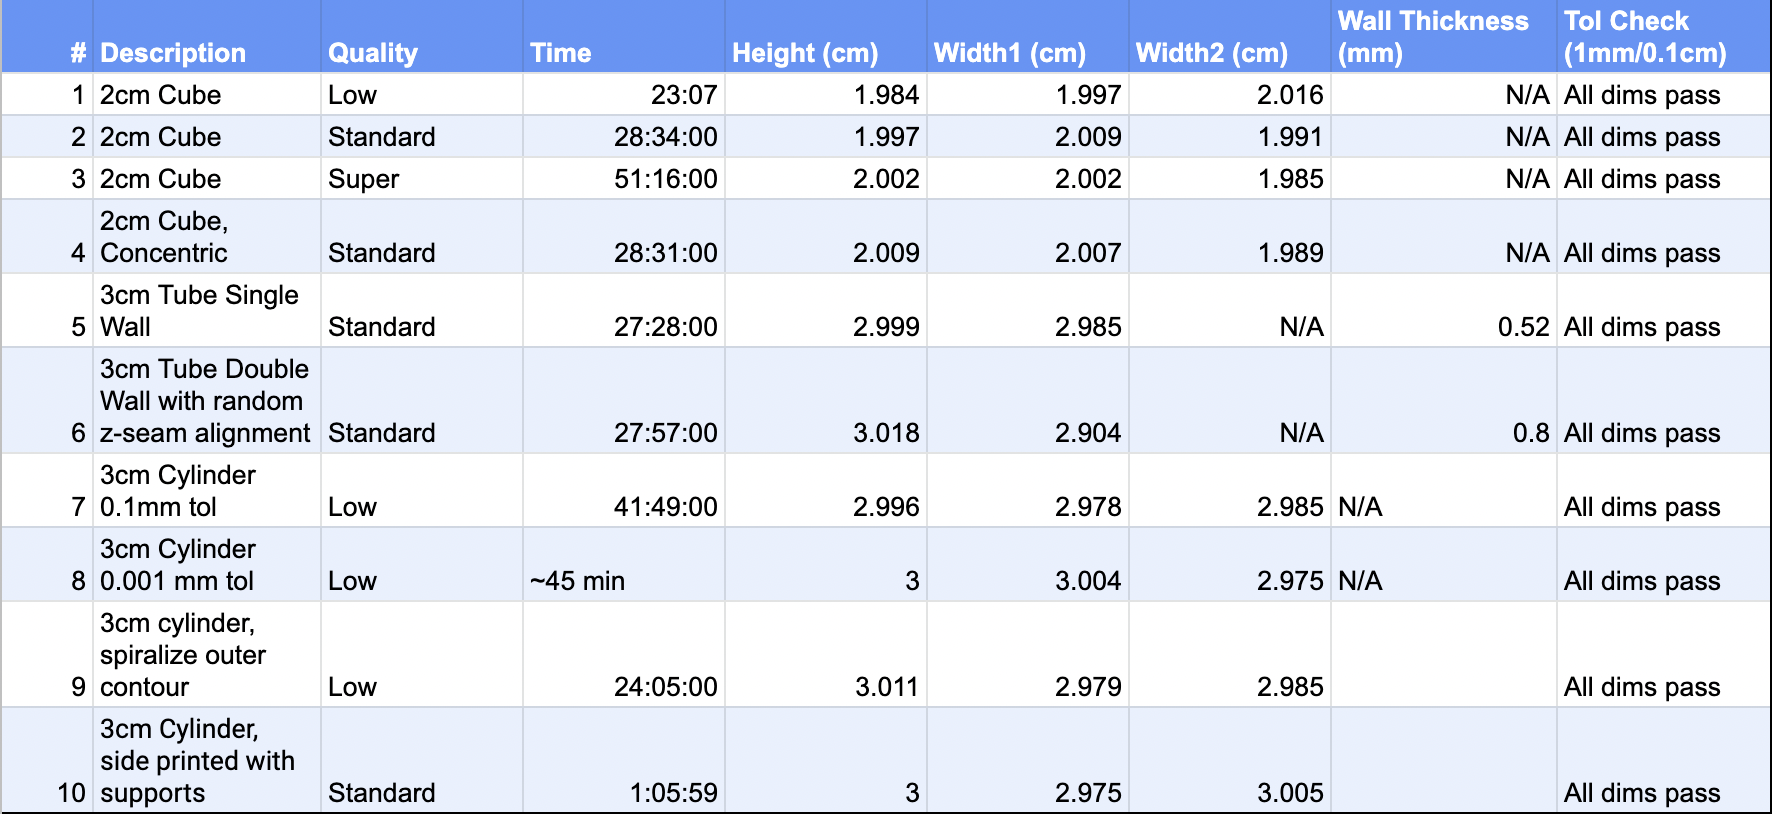 # Description Quality Time Height (cm) Width1 (cm) Width2 (cm) Wall Thickness (mm) Tol Check (1mm/0.1cm)
1 2cm Cube Low 23:07 1.984 1.997 2.016 N/A All dims pass
2 2cm Cube Standard 28:34:00 1.997 2.009 1.991 N/A All dims pass
3 2cm Cube Super 51:16:00 2.002 2.002 1.985 N/A All dims pass
4 2cm Cube, Concentric Standard 28:31:00 2.009 2.007 1.989 N/A All dims pass
5 3cm Tube Single Wall Standard 27:28:00 2.999 2.985 N/A 0.52 All dims pass
6 3cm Tube Double Wall with random z-seam alignment Standard 27:57:00 3.018 2.904 N/A 0.8 All dims pass
7 3cm Cylinder 0.1mm tol Low 41:49:00 2.996 2.978 2.985 N/A All dims pass
8 3cm Cylinder 0.001 mm tol Low ~45 min 3 3.004 2.975 N/A All dims pass
9 3cm cylinder, spiralize outer contour Low 24:05:00 3.011 2.979 2.985 All dims pass
10 3cm Cylinder, side printed with supports Standard 1:05:59 3 2.975 3.005 All dims pass